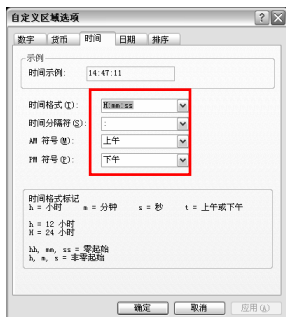 自定义区域选项
数字 货币 时间 日期 排序
示例
时间示例: 14:47:11
时间格式(T): H:mm:ss
时间分隔符(S): :
AM 符号(M): 上午
PM 符号(P): 下午
时间格式标记
h = 小时 m = 分钟 s = 秒 t = 上午或下午
h = 12 小时
H = 24 小时
hh, mm, ss = 零起始
h, m, s = 非零起始
确定 取消 应用(A)